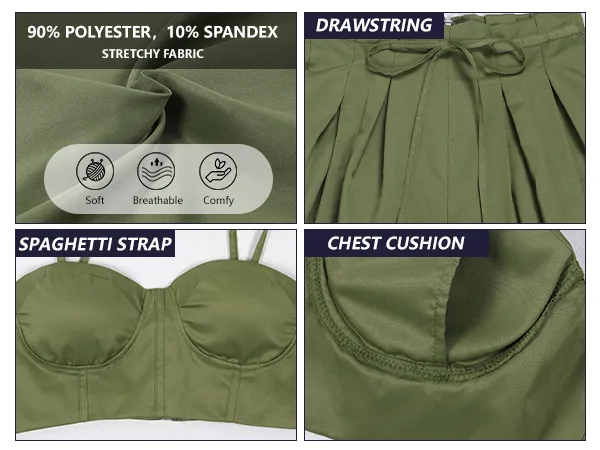 90% POLYESTER, 10% SPANDEX
STRETCHY FABRIC
Soft
Breathable
Comfy
DRAWSTRING
SPAGHETTI STRAP
CHEST CUSHION